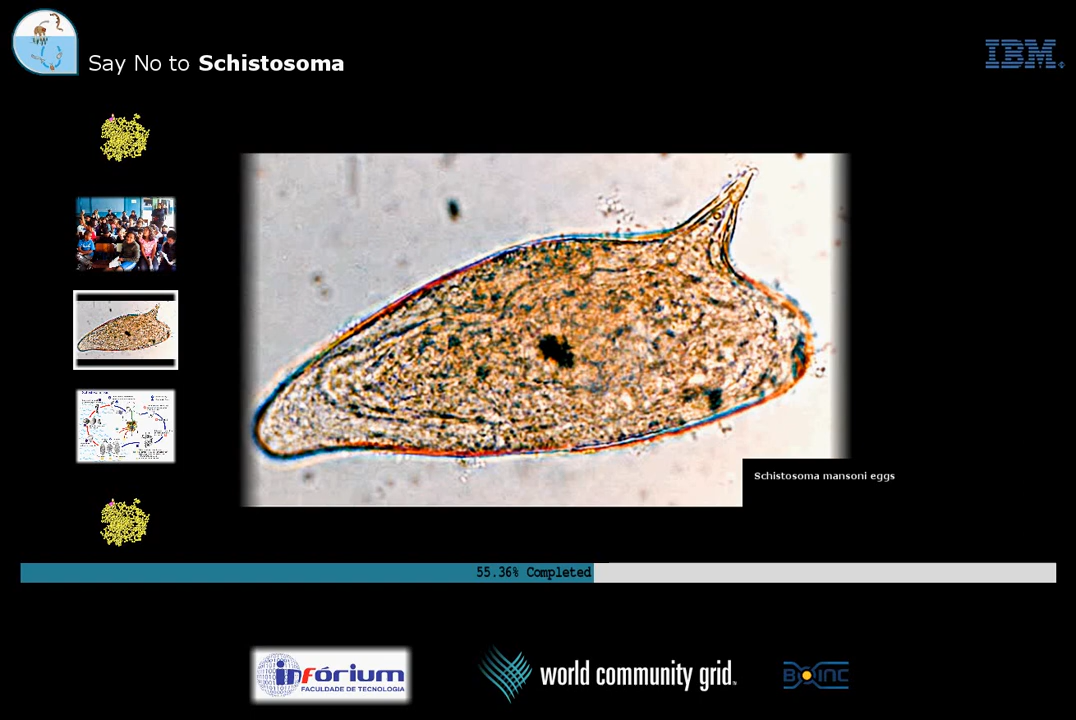 Say No to Schistosoma
IBM
Schistosoma mansoni eggs
55.36% Completed
infórium
FACULDADE DE TECNOLOGIA
world community grid
BOINC